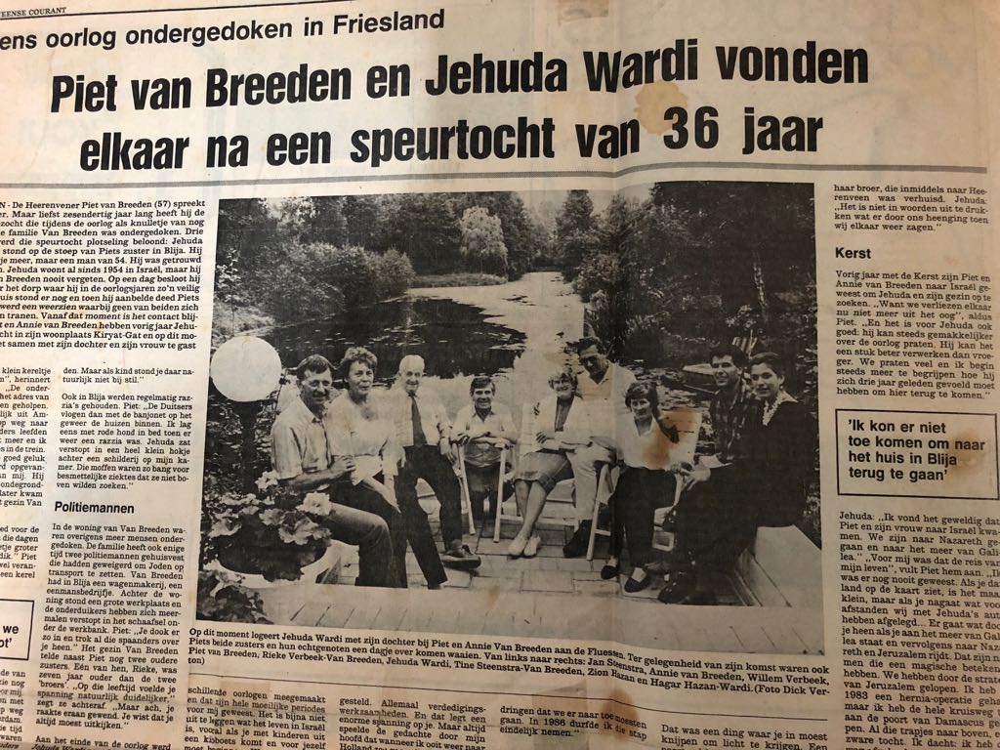 EENSE COURANT
ens oorlog ondergedoken in Friesland
Piet van Breeden en Jehuda Wardi vonden
elkaar na een speurtocht van 36 jaar
N - De Heerenvener Piet van Breeden (57) spreekt
er. Maar liefst zesendertig jaar lang heeft hij de
ezocht die tijdens de oorlog als knulletje van nog
e familie Van Breeden was ondergedoken. Drie
werd die speurtocht plotseling beloond: Jehuda
stond op de stoep van Piets zuster in Blija. Hij
tje meer, maar een man van 54. Hij was getrouwd
n. Jehuda woont al sinds 1954 in Israël, maar hij
Breeden nooit vergeten. Op een dag besloot hij
r het dorp waar hij in de oorlogsjaren zo'n veilig
uis stond er nog en toen hij aanbelde deed Piets
werd een weerzien waarbij geen van beiden zich
n tranen. Vanaf dat moment is het contact blij-
t en Annie van Breeden hebben vorig jaar Jehu-
cht in zijn woonplaats Kiryat-Gat en op dit mo-
et samen met zijn dochter en zijn vrouw te gast
klein kereltje
n", herinnert
"De onder-
het adres van
geholpen.
lijk uit Am-
op weg naar
ders leefden
t meer en ik
s in de trein.
goed geluk
opgevan-
an mij. Hij
ondegrond-
later kwam
t gezin Van
ed voor de
die dagen
etje groter
dik." Piet
wel veran-
een kerel
we
ot'
den. Maar als kind stond je daar na-
tuurlijk niet bij stil."
Ook in Blija werden regelmatig raz-
zia's gehouden. Piet: „De Duitsers
vlogen dan met de banjonet op het
geweer de huizen binnen. Ik lag
eens met rode hond in bed toen er
weer een razzia was. Jehuda zat
verstopt in een heel klein hokje
achter een schilderij op mijn ka-
mer. Die moffen waren zo bang voor
besmettelijke ziektes dat ze niet bo-
ven wilden zoeken."
Politiemannen
In de woning van Van Breeden wa-
ren overigens meer mensen onder-
gedoken. De familie heeft ook enige
tijd twee politiemannen gehuisvest
die hadden geweigerd om Joden op
transport te zetten. Van Breeden
had in Blija een wagenmakerij, een
eenmansbedrijfje. Achter de wo-
ning stond een grote werkplaats en
de onderduikers hebben zich meer-
malen verstopt in het schaafsel on-
der de werkbank. Piet: „Je dook er
zo in en trok al die spaanders over
je heen." Het gezin Van Breeden
telde naast Piet nog twee oudere
zusters. Eén van hen, Rieke, was
zeven jaar ouder dan de twee
'broers'. „Op die leeftijd voelde je
spanning natuurlijk duidelijker,"
zegt ze achteraf. "Maar ach, je
raakte eraan gewend. Je wist dat je
altijd moest uitkijken."
Aan het einde van de oorlog werd
Op dit moment logeert Jehuda Wardi met zijn dochter bij Piet en Annie Van Breeden aan de Fluesten. Ter gelegenheid van zijn komst waren ook
Piets beide zusters en hun echtgenoten een dagje over komen waaien. Van links naar rechts: Jan Steenstra, Annie van Breeden, Willem Verbeek,
Piet van Breeden, Rieke Verbeek-Van Breeden, Jehuda Wardi, Tine Steenstra-Van Breeden, Zion Hazan en Hagar Hazan-Wardi. (Foto Dick Ver-
ton)
schillende oorlogen meegemaakt
en dat zijn hele moeilijke periodes
voor mij geweest. Het is bijna niet
uit te leggen wat het leven in Israël
is, vooral als je met kinderen in
een kibboets komt en voor jezelf
gesteld. Allemaal verdedigings-
werkzaamheden. En dat legt een
enorme spanning op je. Maar altijd
speelde de gedachte door mijn
hoofd dat wanneer ik ooit weer naar
dringen dat we er naar toe moesten
gaan. In 1986 durfde ik die stap
eindelijk nemen."
Dat was een ding waar je in moest
knijpen om licht te krijgen. Een
haar broer, die inmiddels naar Hee-
renveen was verhuisd. Jehuda:
„Het is niet in woorden uit te druk-
ken wat er door ons heenging toen
wij elkaar weer zagen."
Kerst
Vorig jaar met de Kerst zijn Piet en
Annie van Breeden naar Israël ge-
weest om Jehuda en zijn gezin op te
zoeken. „Want we verliezen elkaar
nu niet meer uit het oog", aldus
Piet. „En het is voor Jehuda ook
goed: hij kan steeds gemakkelijker
over de oorlog praten. Hij kan het
een stuk beter verwerken dan vroe-
ger. We praten veel en ik begin
steeds meer te begrijpen hoe hij
zich drie jaar geleden gevoeld moet
hebben om hier terug te komen."
'Ik kon er niet
toe komen om naar
het huis in Blija
terug te gaan'
Jehuda: „Ik vond het geweldig dat
Piet en zijn vrouw naar Israel kwa-
men. We zijn naar Nazareth ge-
gaan en naar het meer van Gali-
lea." „Voor mij was dat de reis van
mijn leven", vult Piet hem aan.
was er nog nooit geweest. Als je da
land op de kaart ziet, is het maa
klein, maar als je nagaat wat voo
afstanden wij met Jehuda's aut
hebben afgelegd... Er gaat wat do
je heen als je aan het meer van Gali
lea staat en vervolgens naar Naza
reth en Jeruzalem rijdt. Dat zijn na
men die een magische beteken
hebben. We hebben door de straten
van Jeruzalem gelopen. Ik heb
1983 een hernia-operatie gehad
maar ik heb de hele kruisweg
aan de poort van Damascus ge
pen. Al die trapjes naar boven, e
zware tocht. Ik dacht: ik heb dan